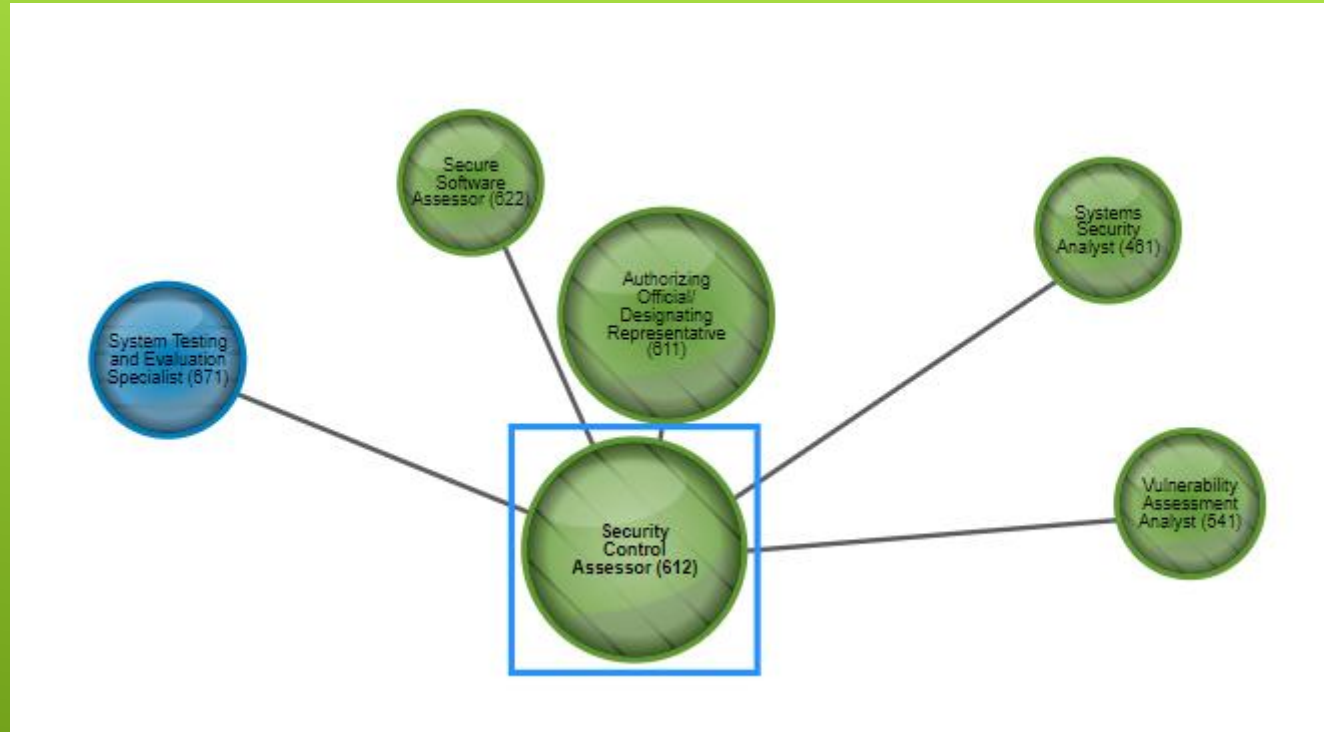 Secure
Software
Assessor (622)
Systems
Security
Analyst (461)
Authorizing
Official/
Designating
Representative
(611)
System Testing
and Evaluation
Specialist (671)
Vulnerability
Assessment
Analyst (541)
Security
Control
Assessor (612)